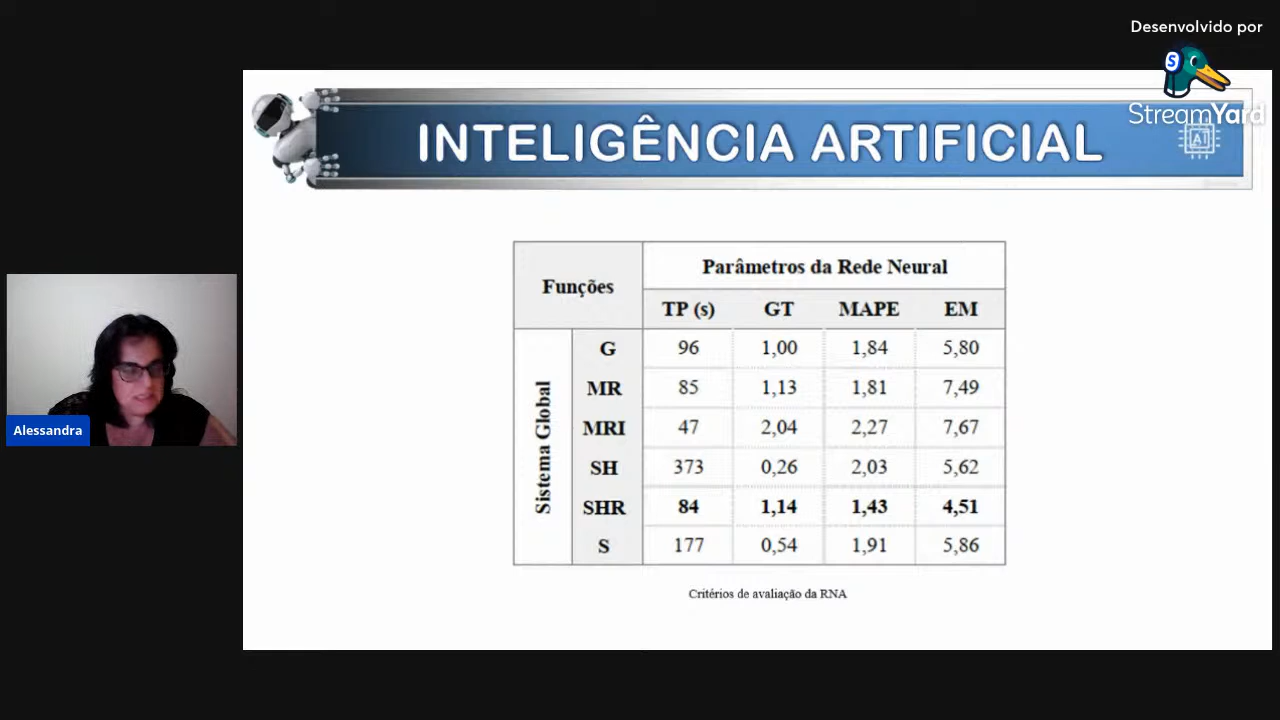 Desenvolvido por
StreamYard
INTELIGÊNCIA ARTIFICIAL
AI
Funções
Parâmetros da Rede Neural
TP (s) GT MAPE EM
Sistema Global
G 96 1,00 1,84 5,80
MR 85 1,13 1,81 7,49
MRI 47 2,04 2,27 7,67
SH 373 0,26 2,03 5,62
SHR 84 1,14 1,43 4,51
S 177 0,54 1,91 5,86
Critérios de avaliação da RNA
Alessandra